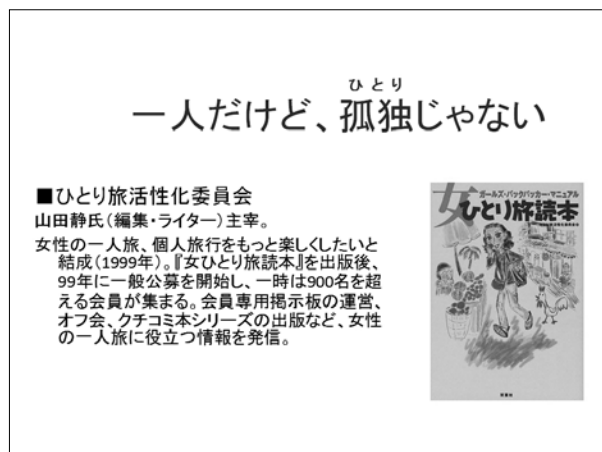 ひとり
一人だけど、孤独じゃない
■ひとり旅活性化委員会
山田静氏（編集・ライター）主宰。
女性の一人旅、個人旅行をもっと楽しくしたいと
結成（1999年）。『女ひとり旅読本』を出版後、
99年に一般公募を開始し、一時は900名を超
える会員が集まる。会員専用掲示板の運営、
オフ会、クチコミ本シリーズの出版など、女性
の一人旅に役立つ情報を発信。
ガールズ・バックパッカー・マニュアル
女ひとり旅読本
双葉社